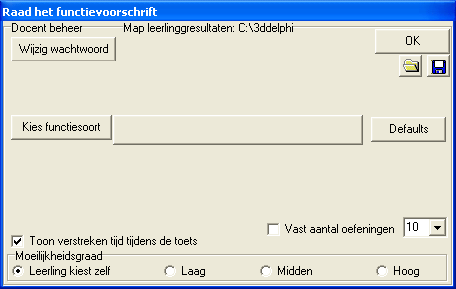 Raad het functievoorschrift
Docent beheer
Map leerlinggresultaten: C:\3ddelphi
OK
Wijzig wachtwoord
Kies functiesoort
Defaults
Vast aantal oefeningen
10
Toon verstreken tijd tijdens de toets
Moeilijkheidsgraad
Leerling kiest zelf
Laag
Midden
Hoog